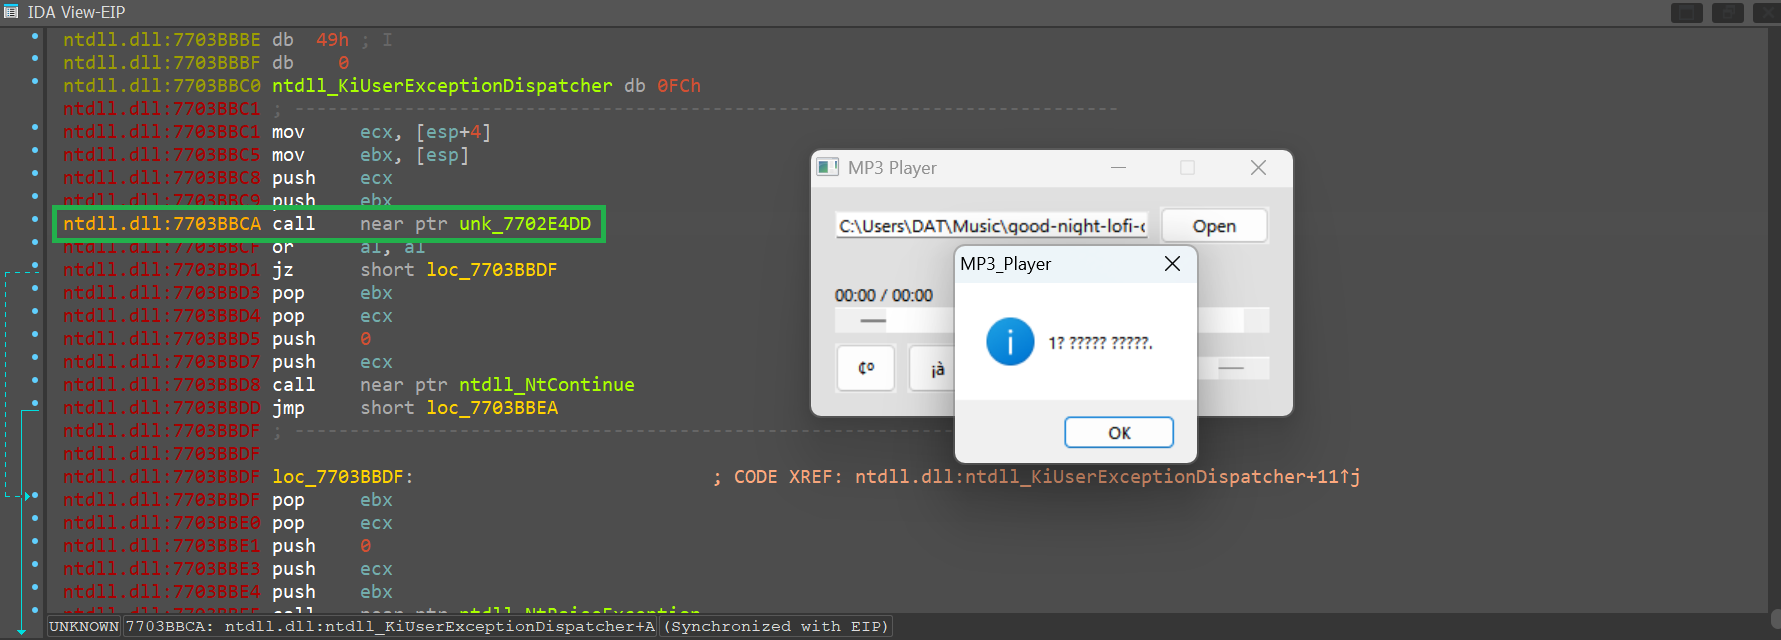 IDA View-EIP
ntdll.dll:7703BBBE db 49h ; I
ntdll.dll:7703BBBF db 0
ntdll.dll:7703BBC0 ntdll_KiUserExceptionDispatcher db 0FCh
ntdll.dll:7703BBC1 ; ---------------------------------------------------------------------------
ntdll.dll:7703BBC1 mov ecx, [esp+4]
ntdll.dll:7703BBC5 mov ebx, [esp]
ntdll.dll:7703BBC8 push ecx
ntdll.dll:7703BBC9 push ebx
ntdll.dll:7703BBCA call near ptr unk_7702E4DD
ntdll.dll:7703BBCF or al, al
ntdll.dll:7703BBD1 jz short loc_7703BBDF
ntdll.dll:7703BBD3 pop ebx
ntdll.dll:7703BBD4 pop ecx
ntdll.dll:7703BBD5 push 0
ntdll.dll:7703BBD7 push ecx
ntdll.dll:7703BBD8 call near ptr ntdll_NtContinue
ntdll.dll:7703BBDD jmp short loc_7703BBEA
ntdll.dll:7703BBDF ; ---------------------------------------------------------------------------
ntdll.dll:7703BBDF
ntdll.dll:7703BBDF loc_7703BBDF: ; CODE XREF: ntdll.dll:ntdll_KiUserExceptionDispatcher+11↑j
ntdll.dll:7703BBDF pop ebx
ntdll.dll:7703BBE0 pop ecx
ntdll.dll:7703BBE1 push 0
ntdll.dll:7703BBE3 push ecx
ntdll.dll:7703BBE4 push ebx
ntdll.dll:7703BBE5 call near ptr ntdll_NtRaiseException
UNKNOWN 7703BBCA: ntdll.dll:ntdll_KiUserExceptionDispatcher+A (Synchronized with EIP)
MP3 Player
C:\Users\DAT\Music\good-night-lofi-c
Open
00:00 / 00:00
¢º
¡à
MP3_Player
1? ????? ?????.
OK